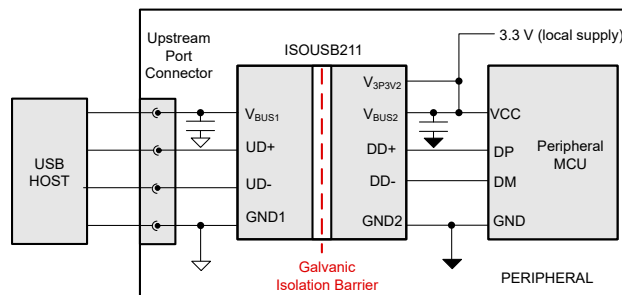 Upstream
Port
Connector
ISOUSB211
3.3 V (local supply)
USB
HOST
VBUS1
UD+
UD-
GND1
V3P3V2
VBUS2
DD+
DD-
GND2
VCC
DP
DM
GND
Peripheral
MCU
Galvanic
Isolation Barrier
PERIPHERAL